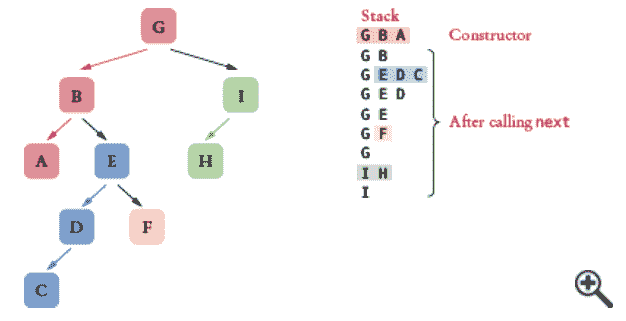 G
B
I
A
E
H
D
F
C
Stack
G B A
Constructor
G B
G E D C
G E D
G E
G F
G
I H
I
After calling next